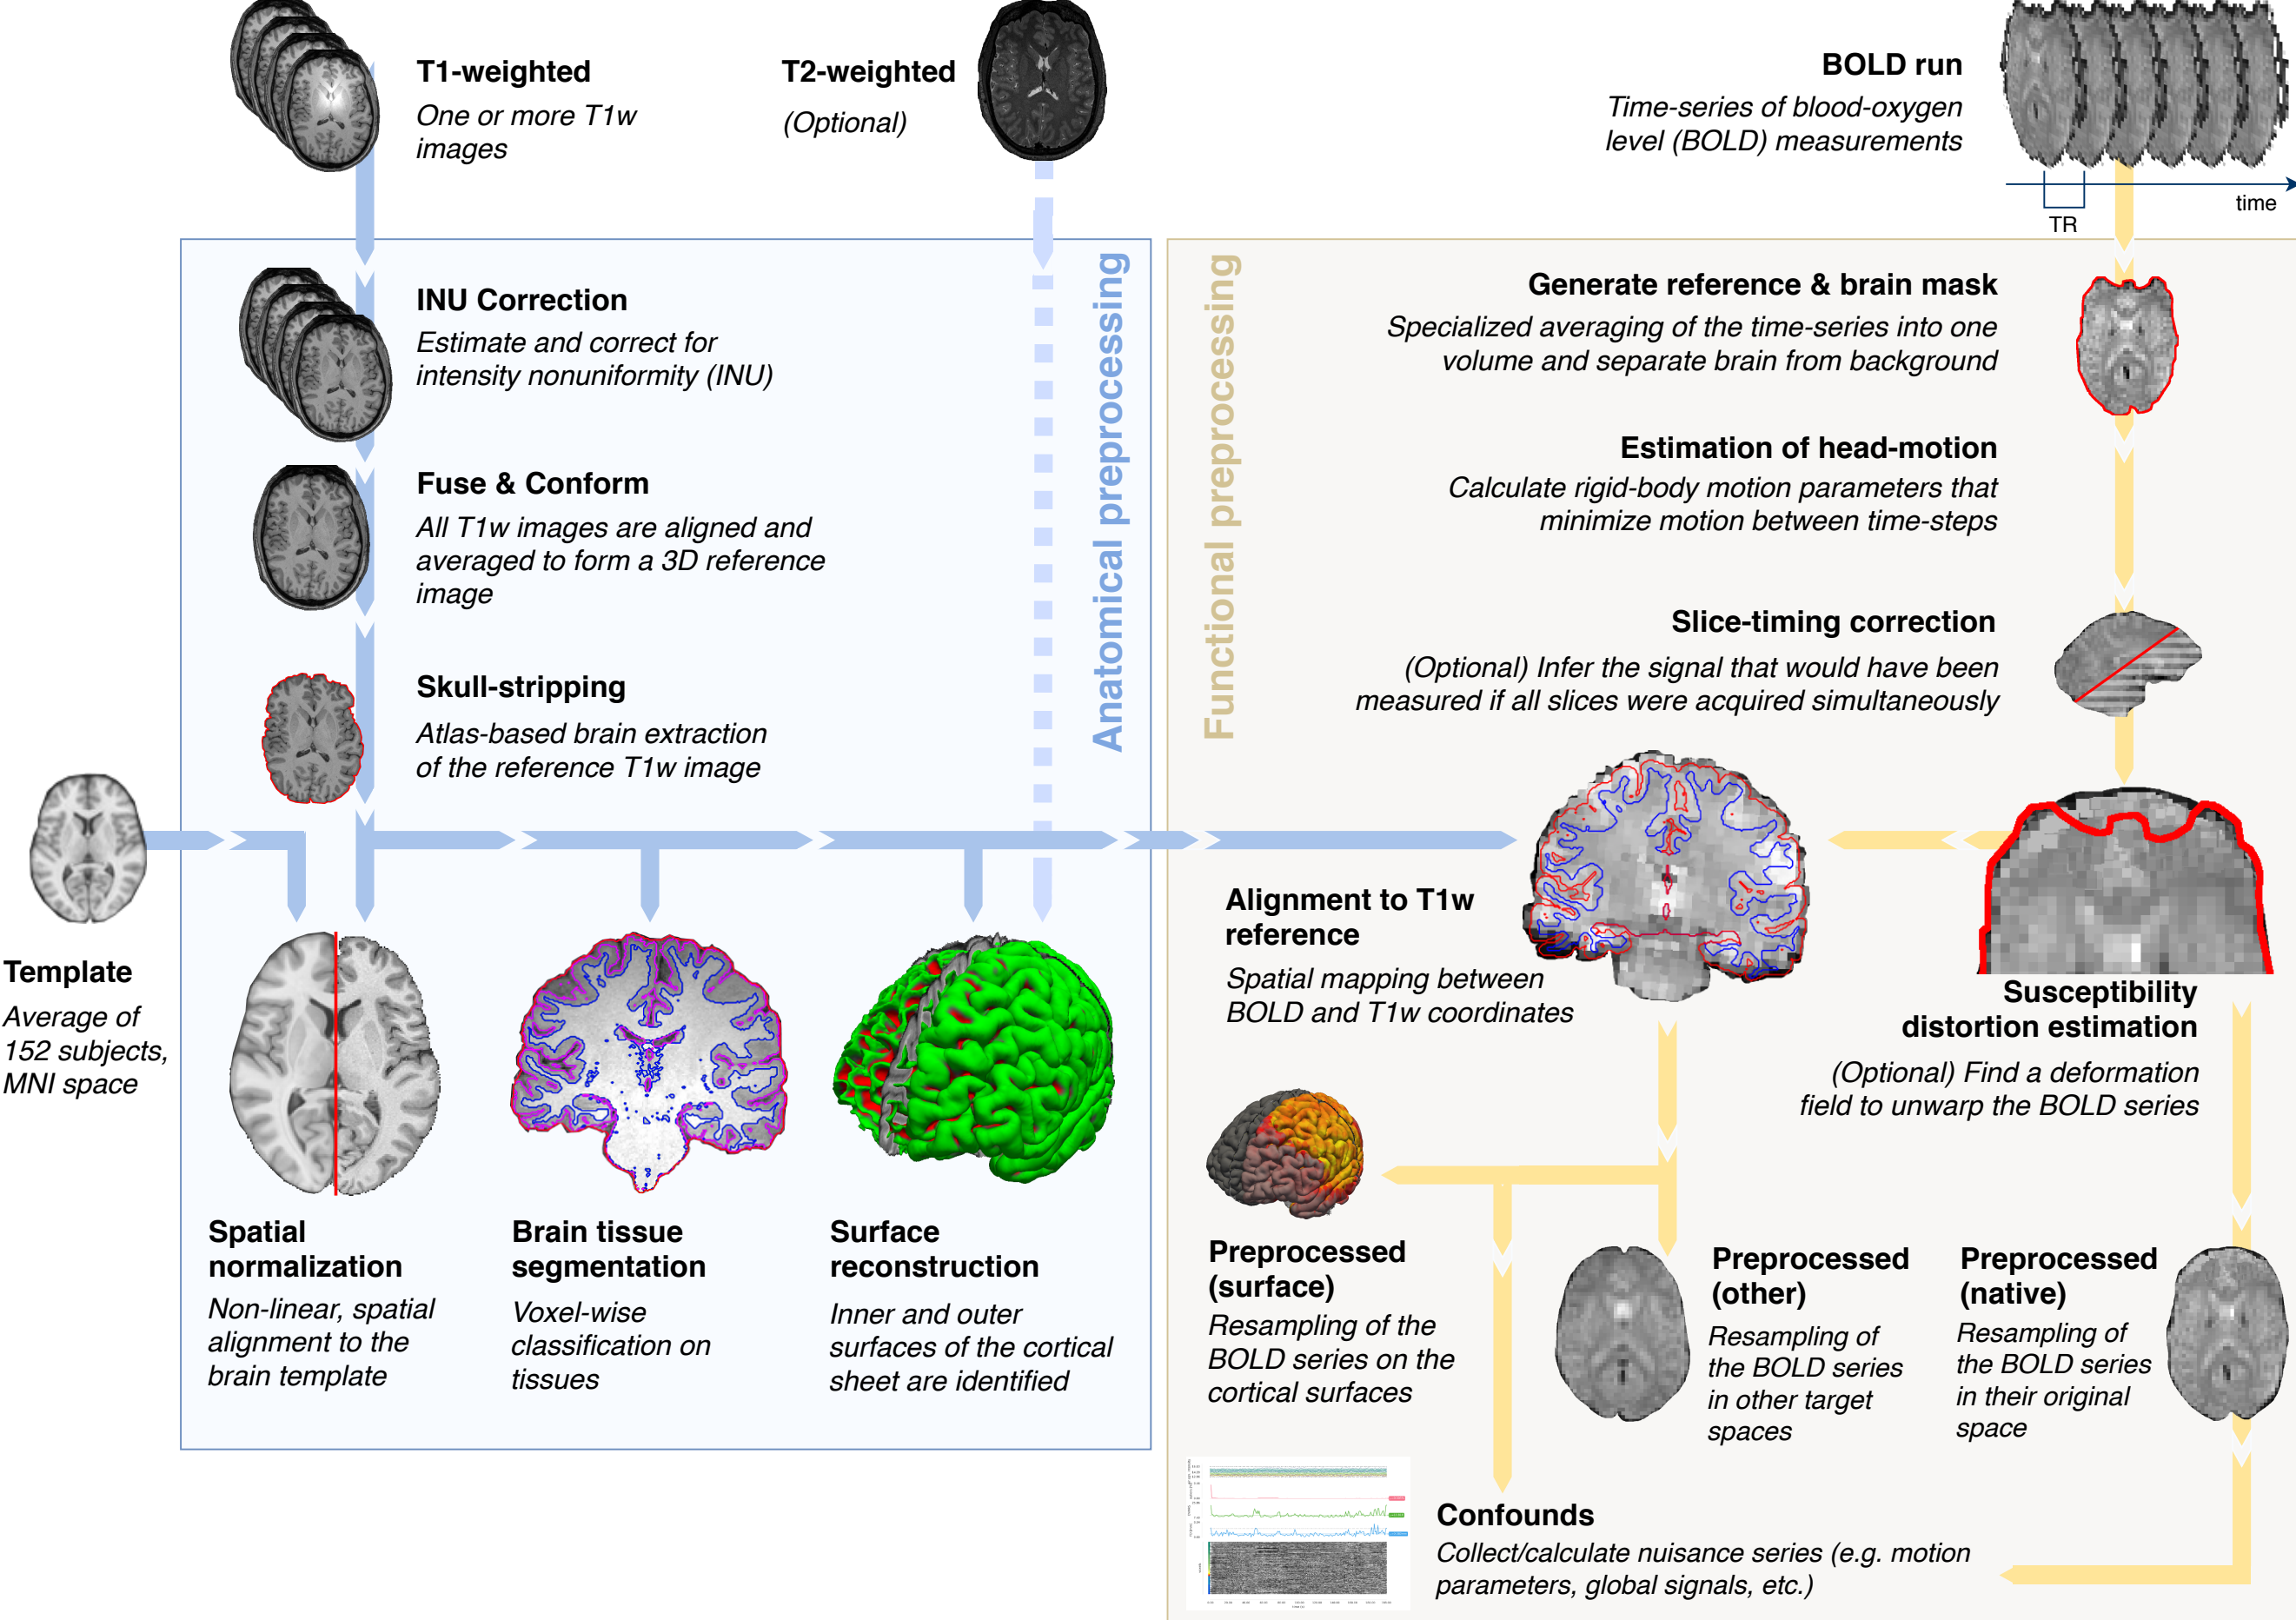 T1-weighted
One or more T1w
images
T2-weighted
(Optional)
BOLD run
Time-series of blood-oxygen
level (BOLD) measurements
time
TR
Anatomical preprocessing
INU Correction
Estimate and correct for
intensity nonuniformity (INU)
Fuse & Conform
All T1w images are aligned and
averaged to form a 3D reference
image
Skull-stripping
Atlas-based brain extraction
of the reference T1w image
Template
Average of
152 subjects,
MNI space
Spatial
normalization
Non-linear, spatial
alignment to the
brain template
Brain tissue
segmentation
Voxel-wise
classification on
tissues
Surface
reconstruction
Inner and outer
surfaces of the cortical
sheet are identified
Functional preprocessing
Generate reference & brain mask
Specialized averaging of the time-series into one
volume and separate brain from background
Estimation of head-motion
Calculate rigid-body motion parameters that
minimize motion between time-steps
Slice-timing correction
(Optional) Infer the signal that would have been
measured if all slices were acquired simultaneously
Alignment to T1w
reference
Spatial mapping between
BOLD and T1w coordinates
Susceptibility
distortion estimation
(Optional) Find a deformation
field to unwarp the BOLD series
Preprocessed
(surface)
Resampling of the
BOLD series on the
cortical surfaces
Preprocessed
(other)
Resampling of
the BOLD series
in other target
spaces
Preprocessed
(native)
Resampling of
the BOLD series
in their original
space
Confounds
Collect/calculate nuisance series (e.g. motion
parameters, global signals, etc.)